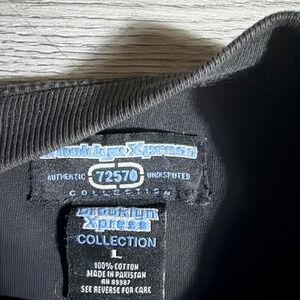 Brooklyn Xpress
AUTHENTIC 72570 UNDISPUTED
COLLECTION
Brooklyn
Xpress
COLLECTION
L
100% COTTON
MADE IN PAKISTAN
RN 89987
SEE REVERSE FOR CARE